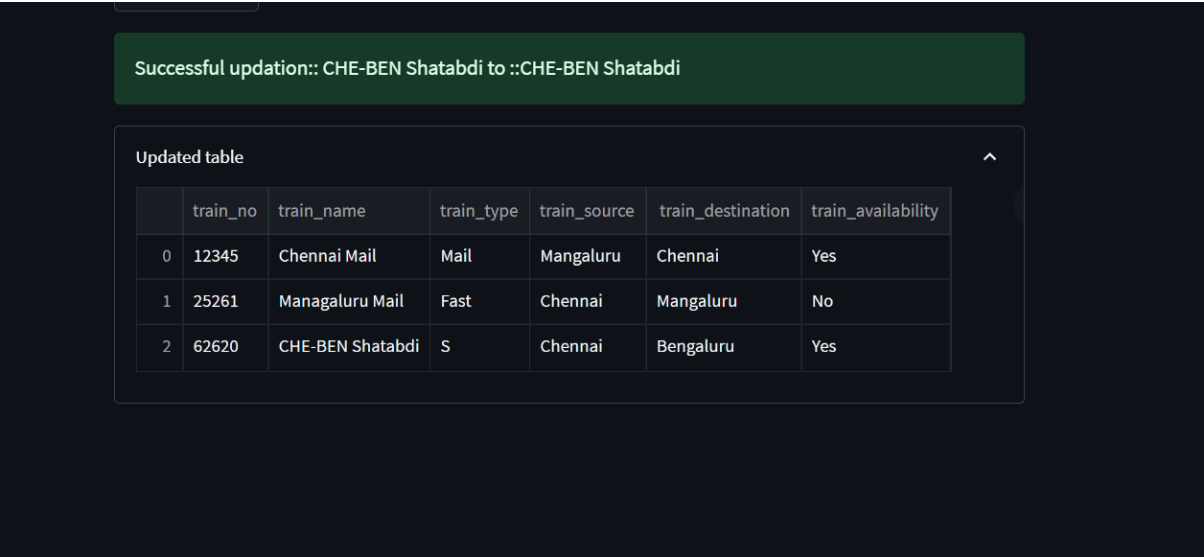 Successful updation:: CHE-BEN Shatabdi to ::CHE-BEN Shatabdi
Updated table
train_no train_name train_type train_source train_destination train_availability
0 12345 Chennai Mail Mail Mangaluru Chennai Yes
1 25261 Managaluru Mail Fast Chennai Mangaluru No
2 62620 CHE-BEN Shatabdi S Chennai Bengaluru Yes